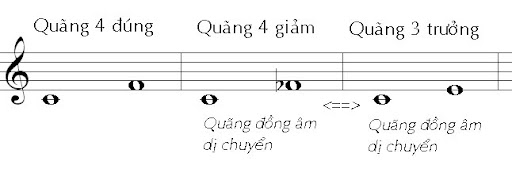 Quãng 4 đúng
Quãng 4 giảm
Quãng 3 trưởng
<==>
Quãng đồng âm
dị chuyển
Quãng đồng âm
dị chuyển